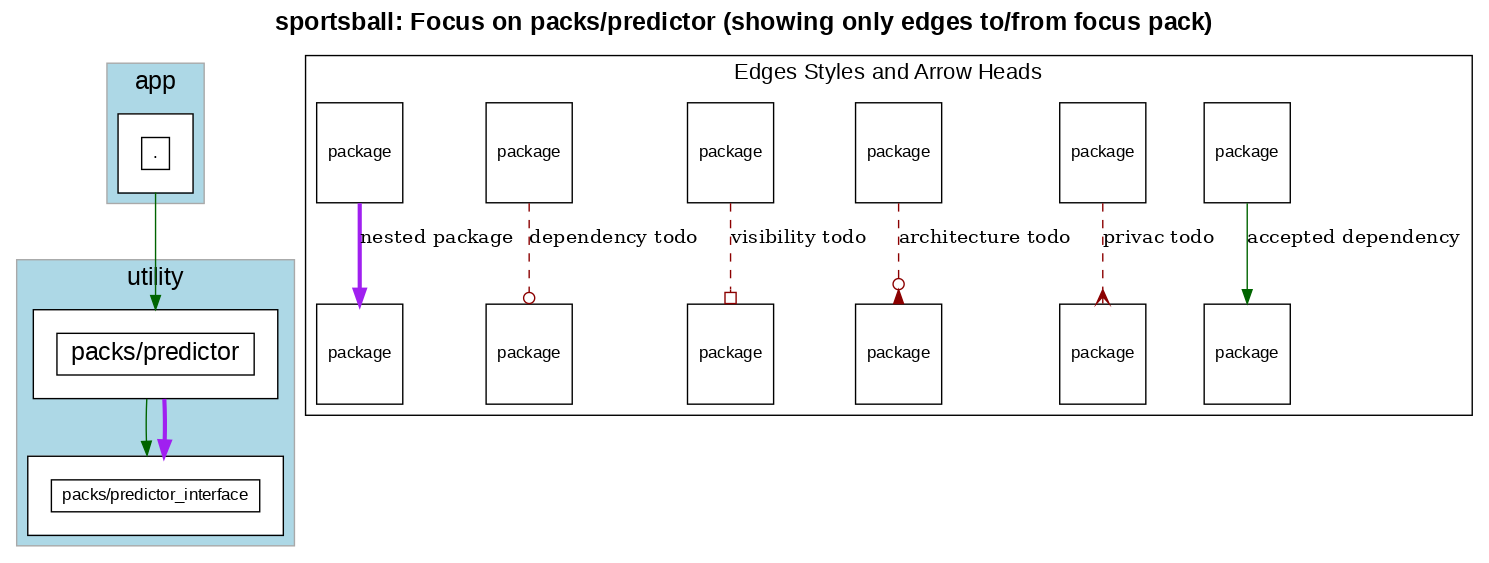 sportsball: Focus on packs/predictor (showing only edges to/from focus pack)
app
.
utility
packs/predictor
packs/predictor_interface
Edges Styles and Arrow Heads
package package package package package package
nested package dependency todo visibility todo architecture todo privac todo accepted dependency
package package package package package package